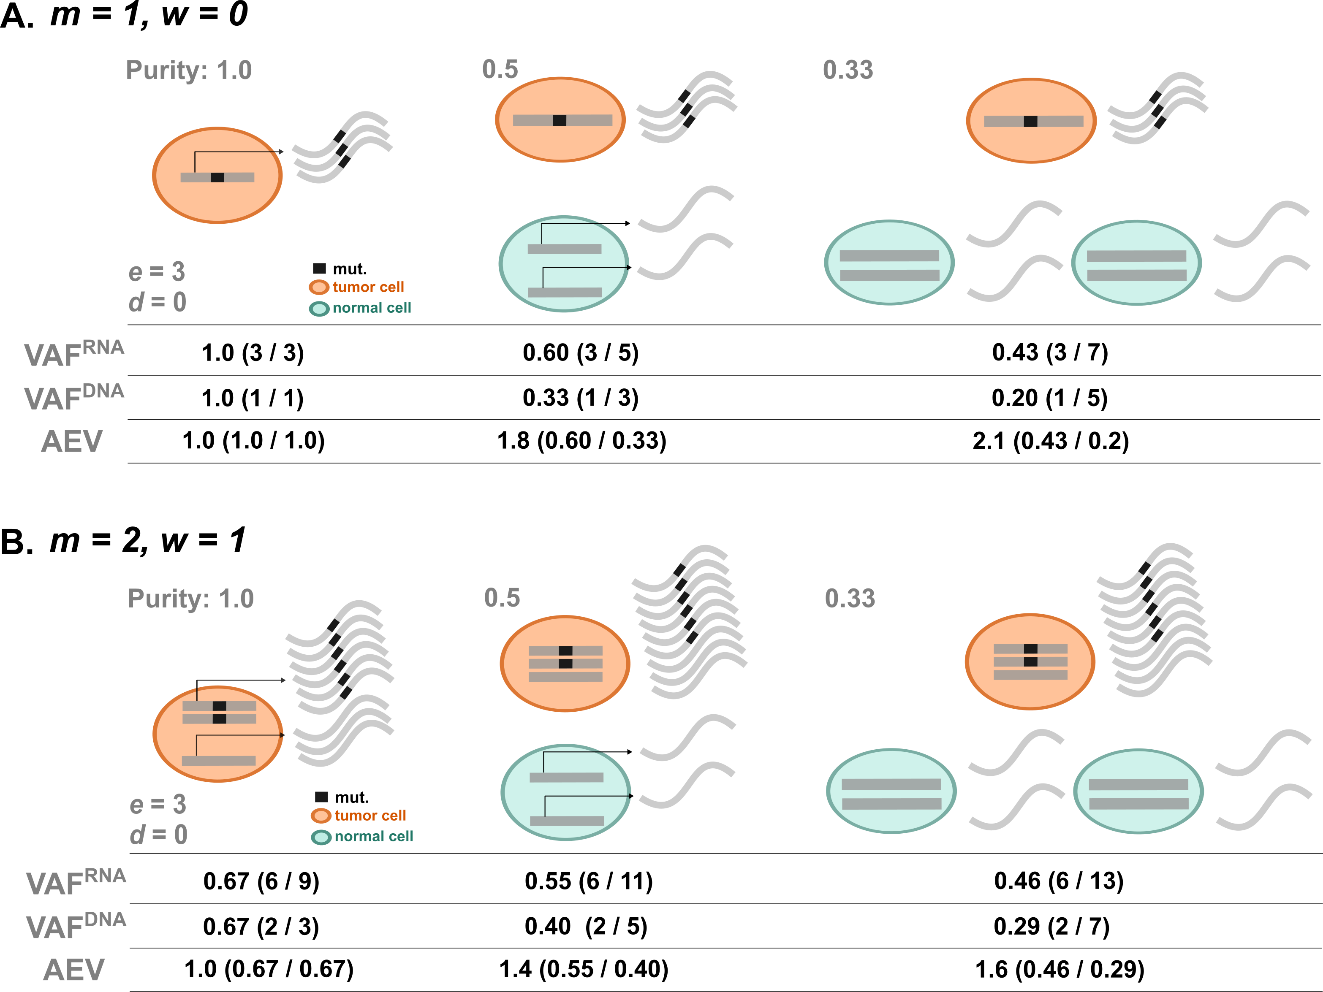 A. m = 1, w = 0
Purity: 1.0 0.5 0.33
e = 3
d = 0
mut.
tumor cell
normal cell
VAFRNA 1.0 (3 / 3) 0.60 (3 / 5) 0.43 (3 / 7)
VAFDNA 1.0 (1 / 1) 0.33 (1 / 3) 0.20 (1 / 5)
AEV 1.0 (1.0 / 1.0) 1.8 (0.60 / 0.33) 2.1 (0.43 / 0.2)
B. m = 2, w = 1
Purity: 1.0 0.5 0.33
e = 3
d = 0
mut.
tumor cell
normal cell
VAFRNA 0.67 (6 / 9) 0.55 (6 / 11) 0.46 (6 / 13)
VAFDNA 0.67 (2 / 3) 0.40 (2 / 5) 0.29 (2 / 7)
AEV 1.0 (0.67 / 0.67) 1.4 (0.55 / 0.40) 1.6 (0.46 / 0.29)